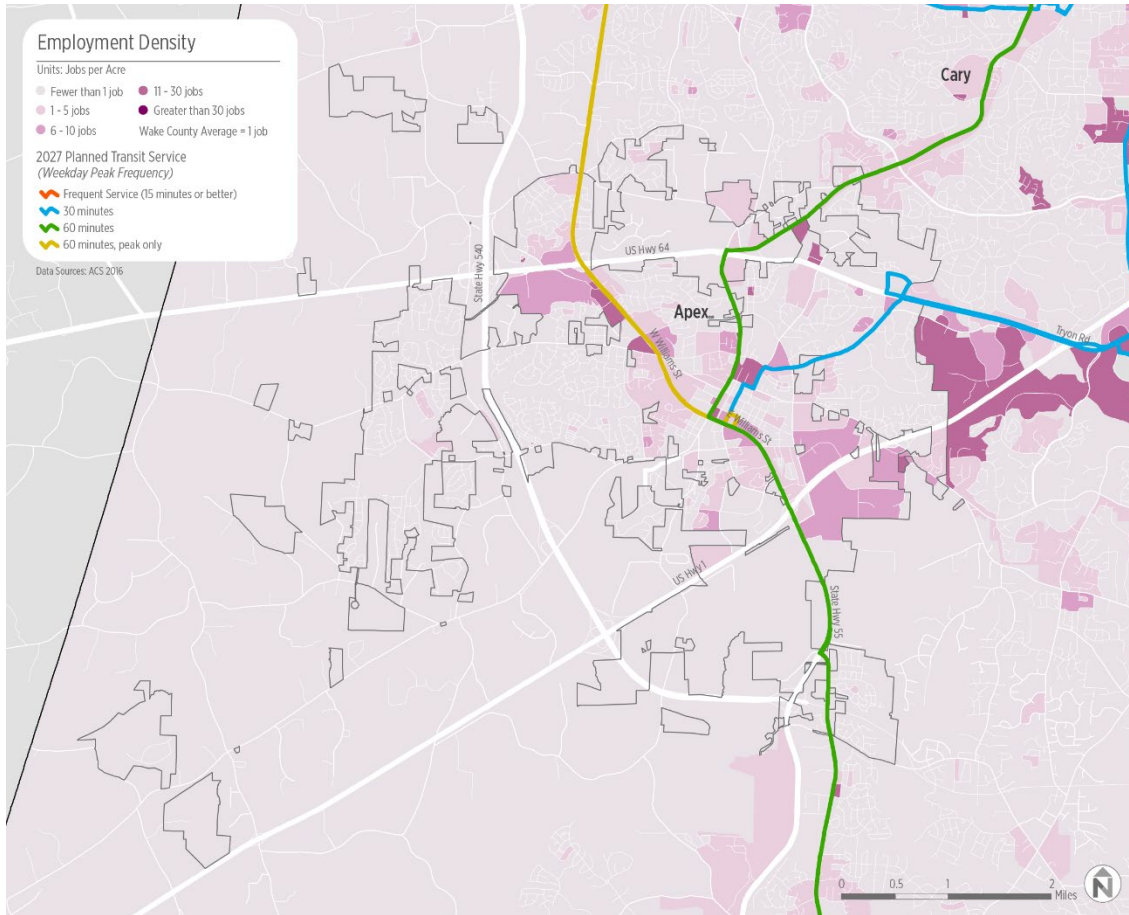 Employment Density
Units: Jobs per Acre
Fewer than 1 job
11 - 30 jobs
1 - 5 jobs
Greater than 30 jobs
6 - 10 jobs
Wake County Average = 1 job
2027 Planned Transit Service
(Weekday Peak Frequency)
Frequent Service (15 minutes or better)
30 minutes
60 minutes
60 minutes, peak only
Data Sources: ACS 2016
Cary
US Hwy 64
State Hwy 540
Apex
Tryon Rd
W Williams St
E Williams St
US Hwy 1
State Hwy 55
0 0.5 1 2
Miles
N